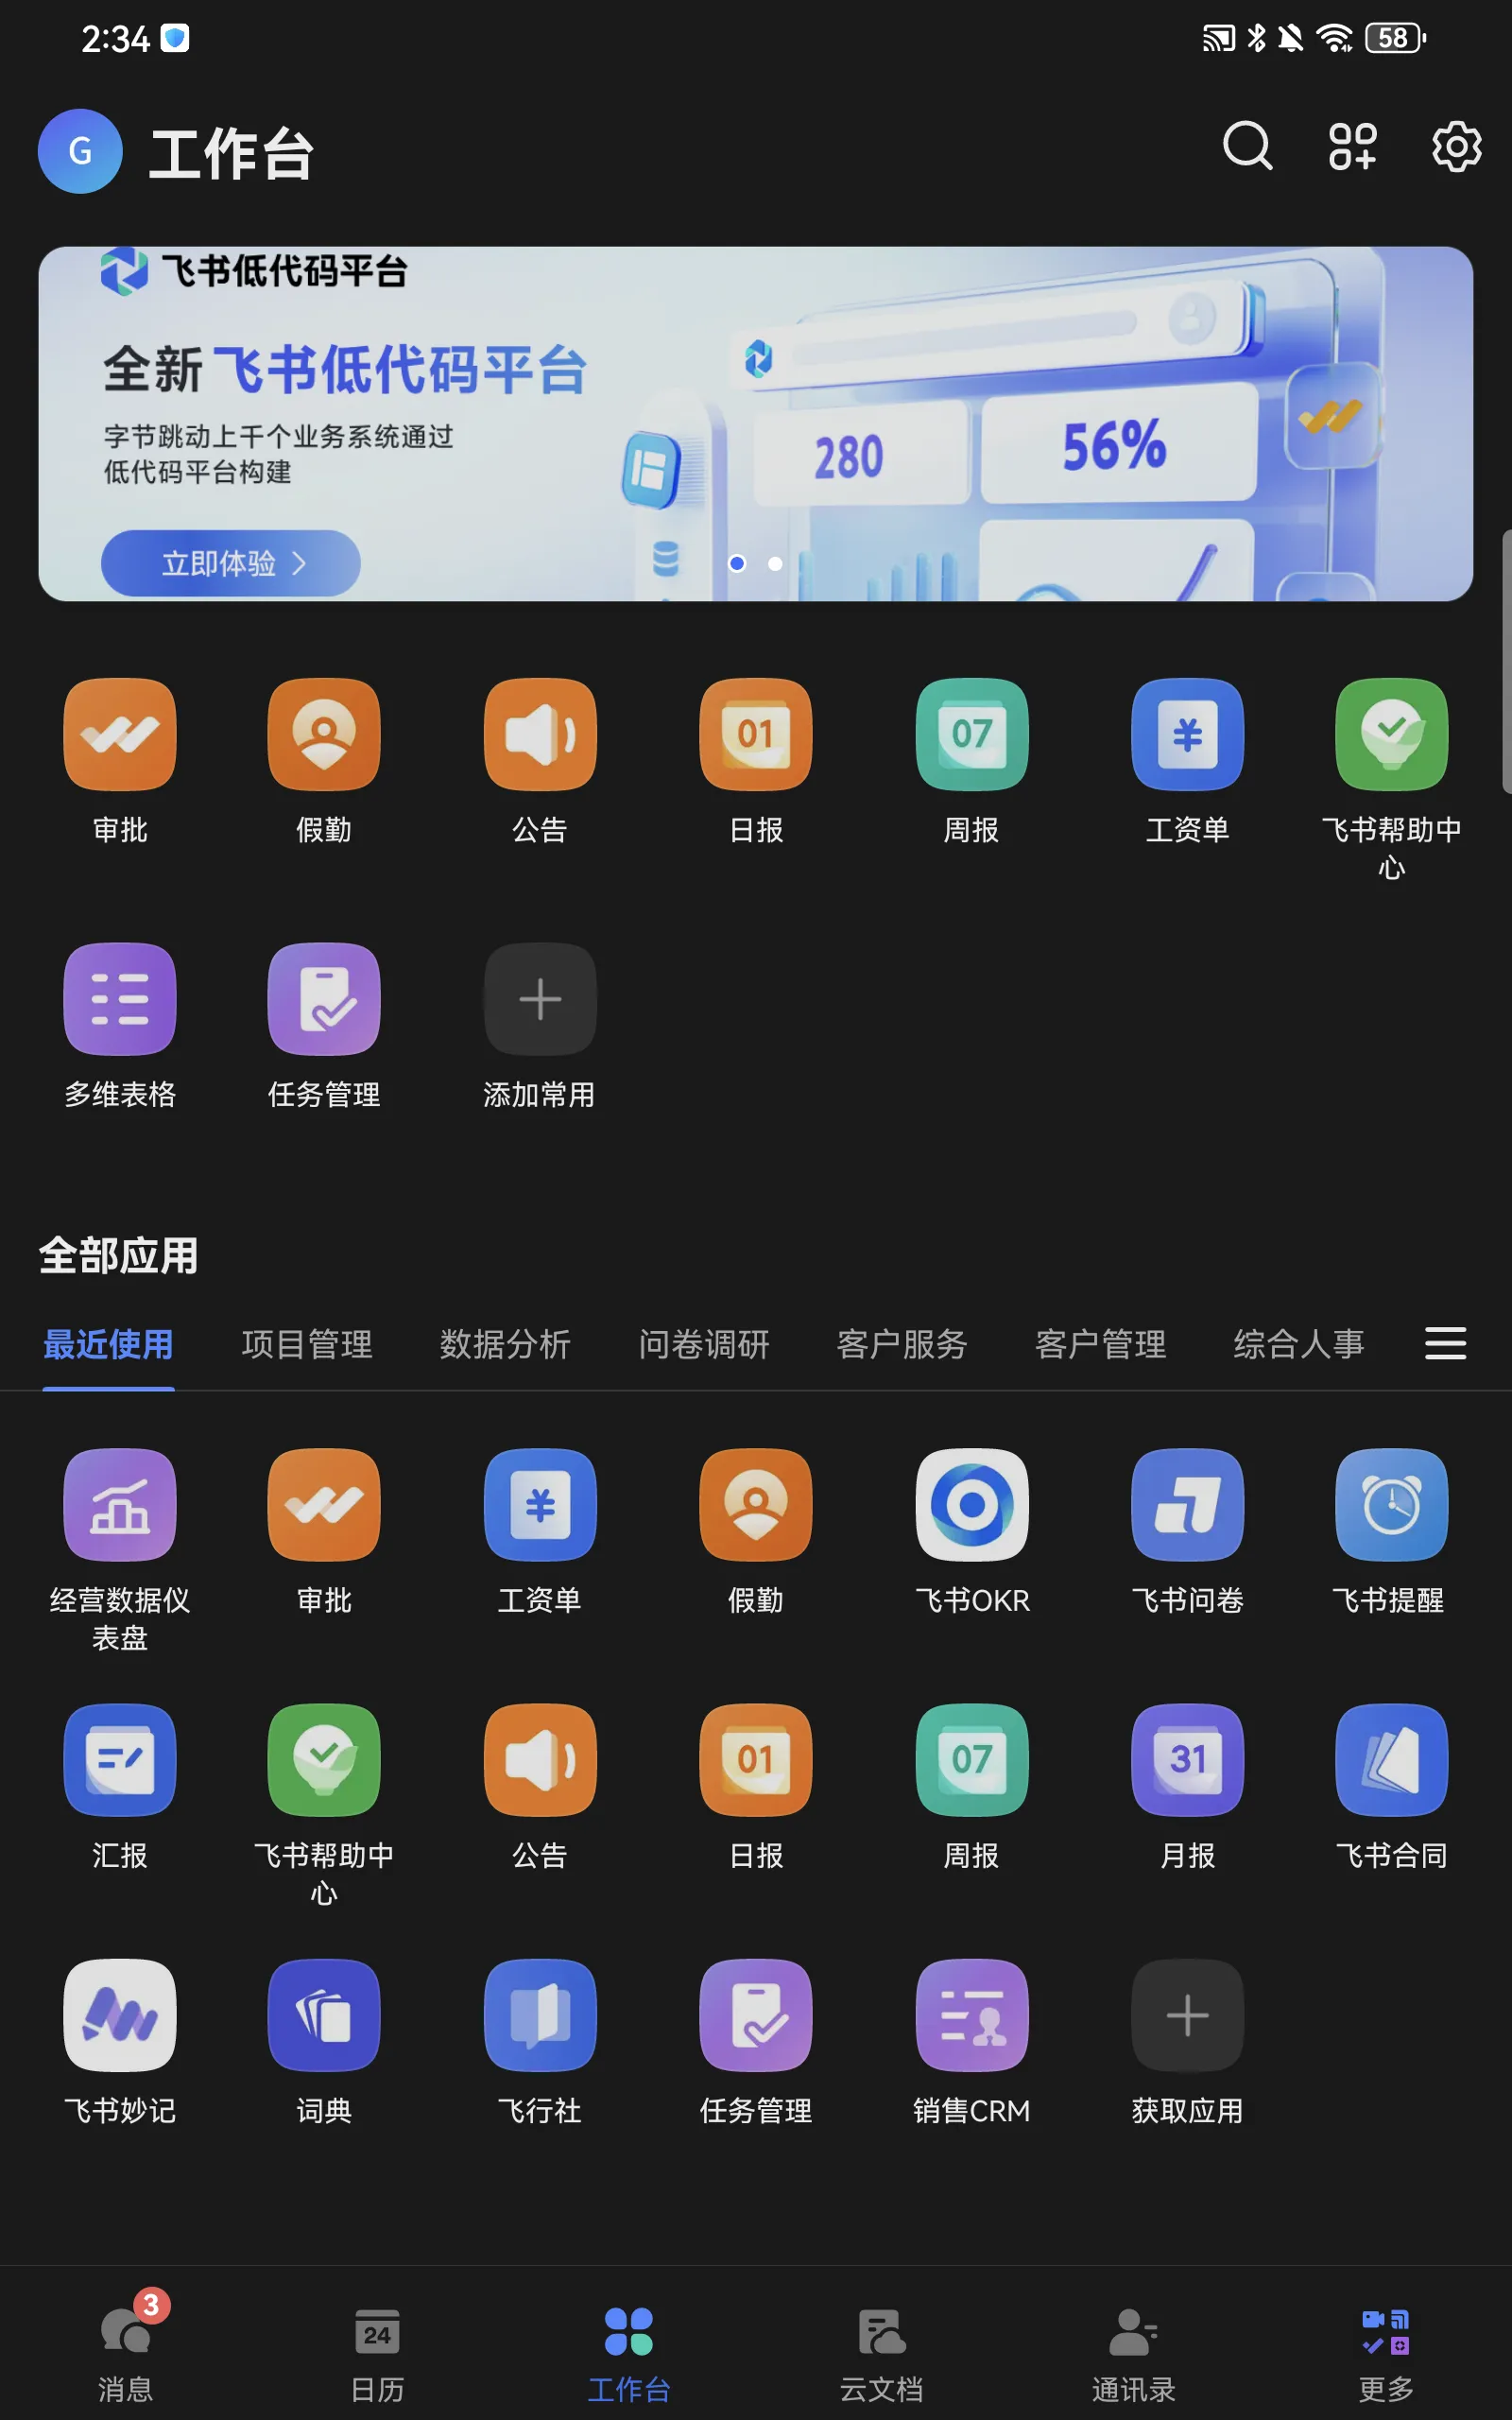 2:34
58
G
工作台
飞书低代码平台
全新 飞书低代码平台
字节跳动上千个业务系统通过
低代码平台构建
立即体验
280
56%
01
07
¥
审批
假勤
公告
日报
周报
工资单
飞书帮助中
心
多维表格
任务管理
添加常用
全部应用
最近使用
项目管理
数据分析
问卷调研
客户服务
客户管理
综合人事
¥
经营数据仪
表盘
审批
工资单
假勤
飞书OKR
飞书问卷
飞书提醒
01
07
31
汇报
飞书帮助中
心
公告
日报
周报
月报
飞书合同
飞书妙记
词典
飞行社
任务管理
销售CRM
获取应用
3
24
消息
日历
工作台
云文档
通讯录
更多